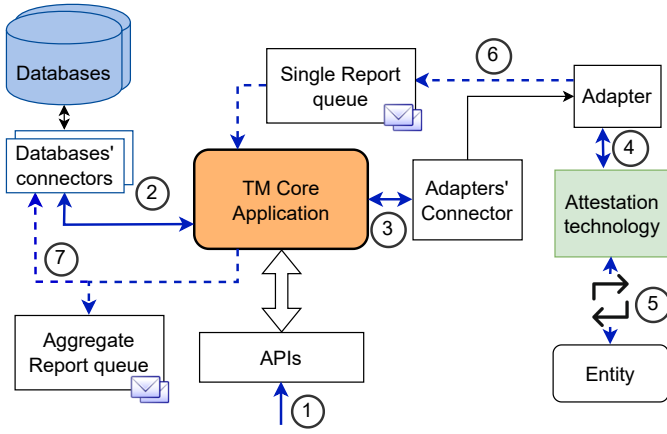 6
Single Report
queue
Databases
Adapter
4
Databases'
connectors
2
TM Core
Application
3
Adapters'
Connector
Attestation
technology
7
5
Aggregate
Report queue
APIs
1
Entity